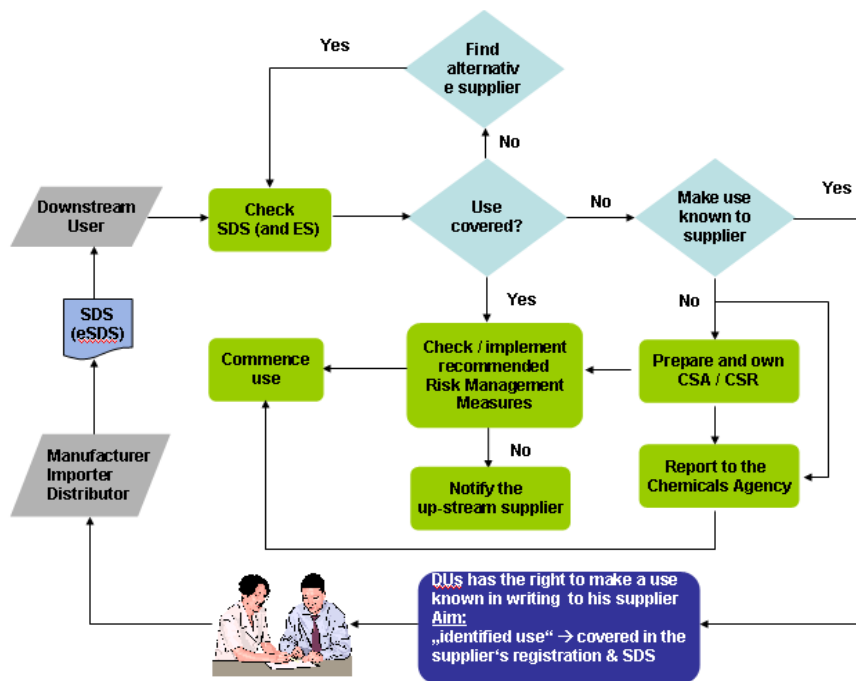 Yes
Find
alternativ
e supplier
No
Downstream
User
Check
SDS (and ES)
Use
covered?
No
Make use
known to
supplier
Yes
SDS
(eSDS)
Yes
No
Commence
use
Check / implement
recommended
Risk Management
Measures
Prepare and own
CSA / CSR
Manufacturer
Importer
Distributor
No
Notify the
up-stream supplier
Report to the
Chemicals Agency
DUs has the right to make a use
known in writing to his supplier
Aim:
„identified use“ → covered in the
supplier‘s registration & SDS